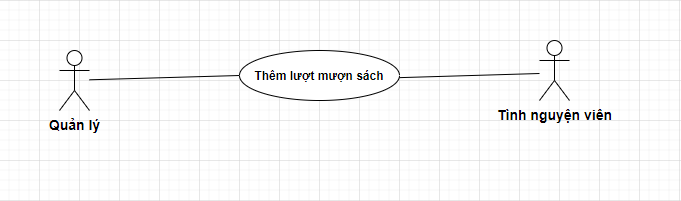 Thêm lượt mượn sách
Quản lý
Tình nguyện viên